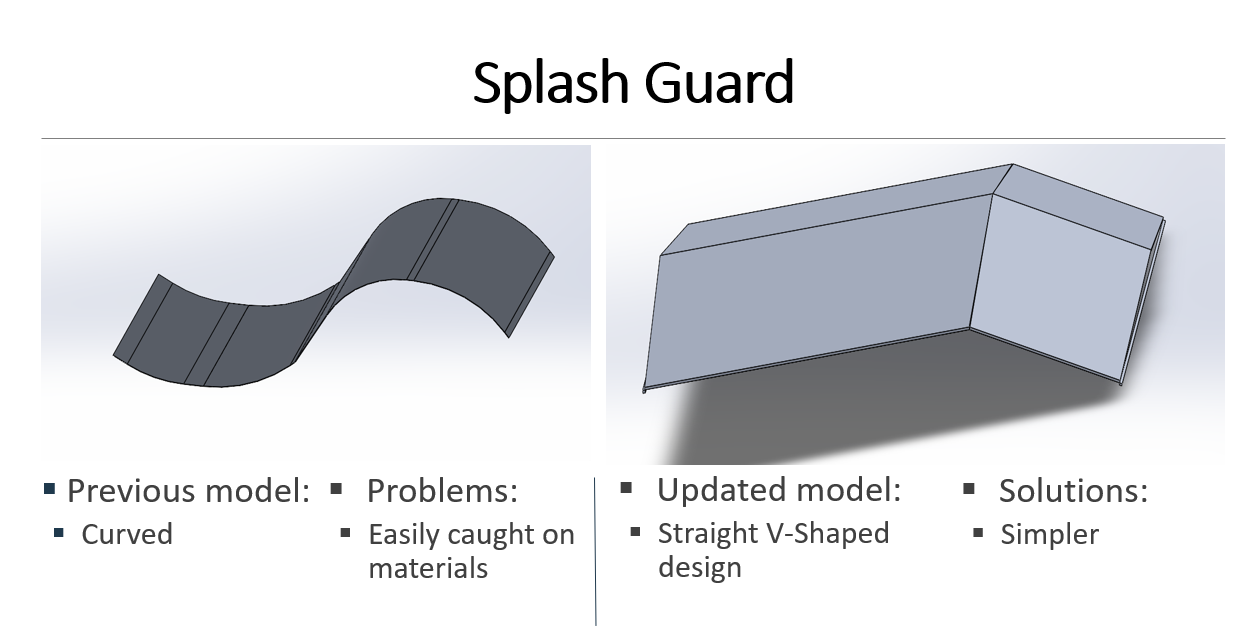 Splash Guard
▪ Previous model:
▪ Curved
▪ Problems:
▪ Easily caught on
materials
▪ Updated model:
▪ Straight V-Shaped
design
▪ Solutions:
▪ Simpler